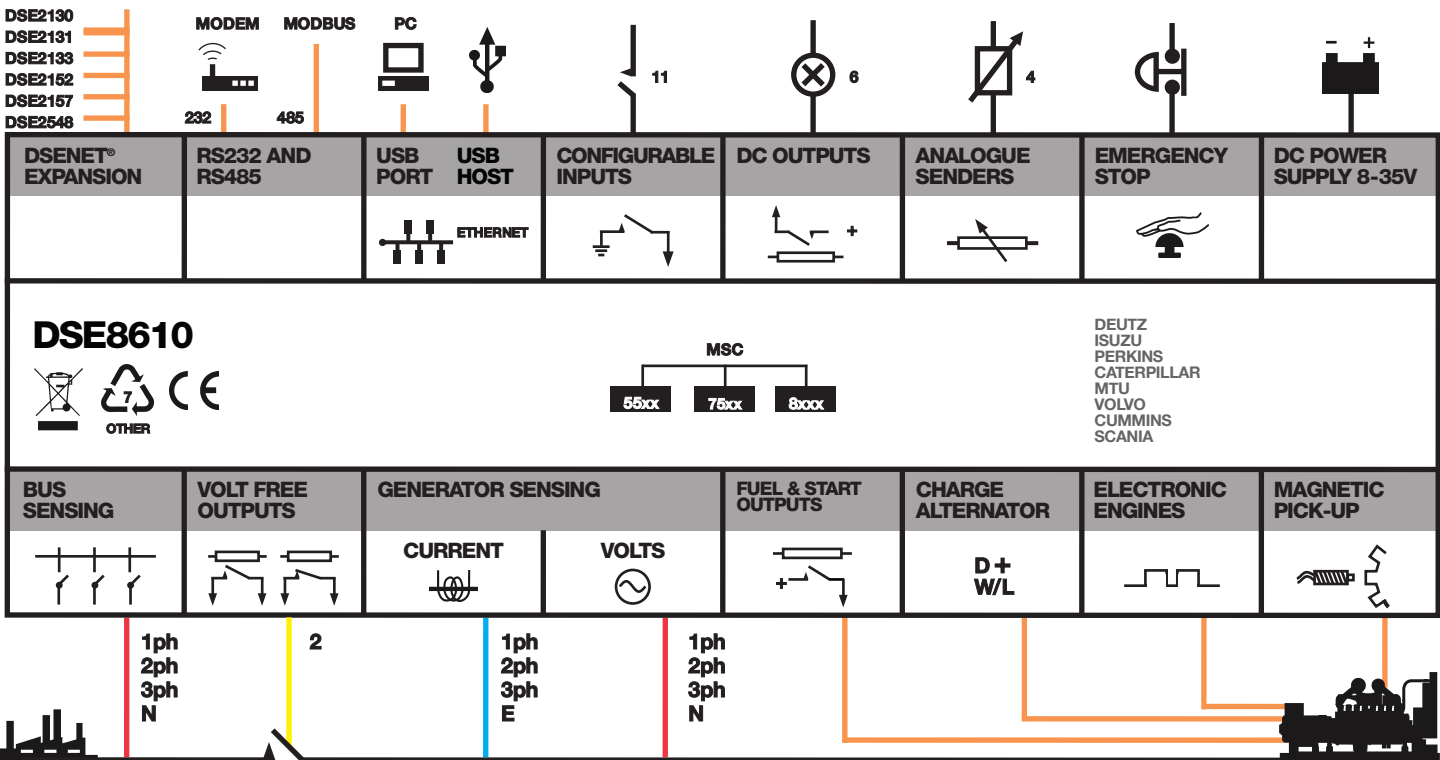 DSE2130
DSE2131
DSE2133
DSE2152
DSE2157
DSE2548
MODEM
MODBUS
PC
232
485
11
6
4
- +
DSENET®
EXPANSION
RS232 AND
RS485
USB
PORT
USB
HOST
CONFIGURABLE
INPUTS
DC OUTPUTS
ANALOGUE
SENDERS
EMERGENCY
STOP
DC POWER
SUPPLY 8-35V
ETHERNET
+
DSE8610
7
7
OTHER
CE
MSC
55xx
75xx
8xxx
DEUTZ
ISUZU
PERKINS
CATERPILLAR
MTU
VOLVO
CUMMINS
SCANIA
BUS
SENSING
VOLT FREE
OUTPUTS
GENERATOR SENSING
CURRENT
VOLTS
FUEL & START
OUTPUTS
+
CHARGE
ALTERNATOR
D+
W/L
ELECTRONIC
ENGINES
MAGNETIC
PICK-UP
1ph
2ph
3ph
N
2
1ph
2ph
3ph
E
1ph
2ph
3ph
N